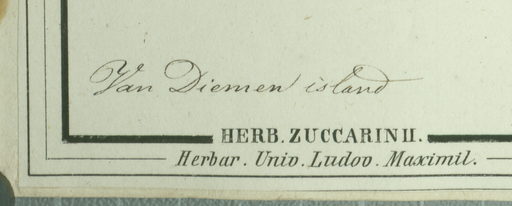 Van Diemen island
HERB. ZUCCARINII.
Herbar. Univ. Ludov. Maximil.